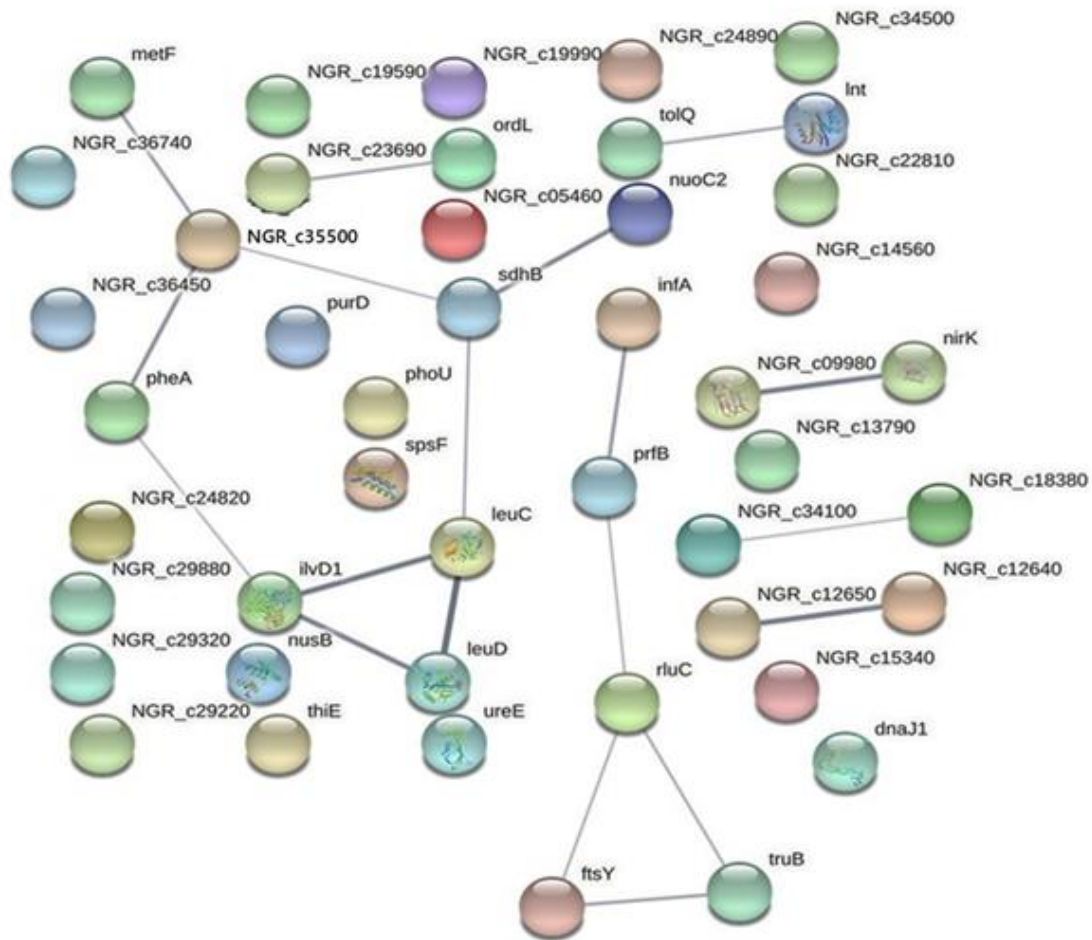 metF
NGR_c19590
NGR_c19990
NGR_c24890
NGR_c34500
lnt
tolQ
ordL
NGR_c36740
NGR_c23690
NGR_c22810
nuoC2
NGR_c05460
NGR_c35500
NGR_c14560
sdhB
infA
NGR_c36450
purD
nirK
NGR_c09980
pheA
phoU
NGR_c13790
spsF
prfB
NGR_c18380
NGR_c24820
NGR_c34100
leuC
NGR_c29880
ilvD1
NGR_c12640
NGR_c12650
NGR_c29320
nusB
leuD
NGR_c15340
NGR_c29220
thiE
ureE
rluC
dnaJ1
truB
ftsY